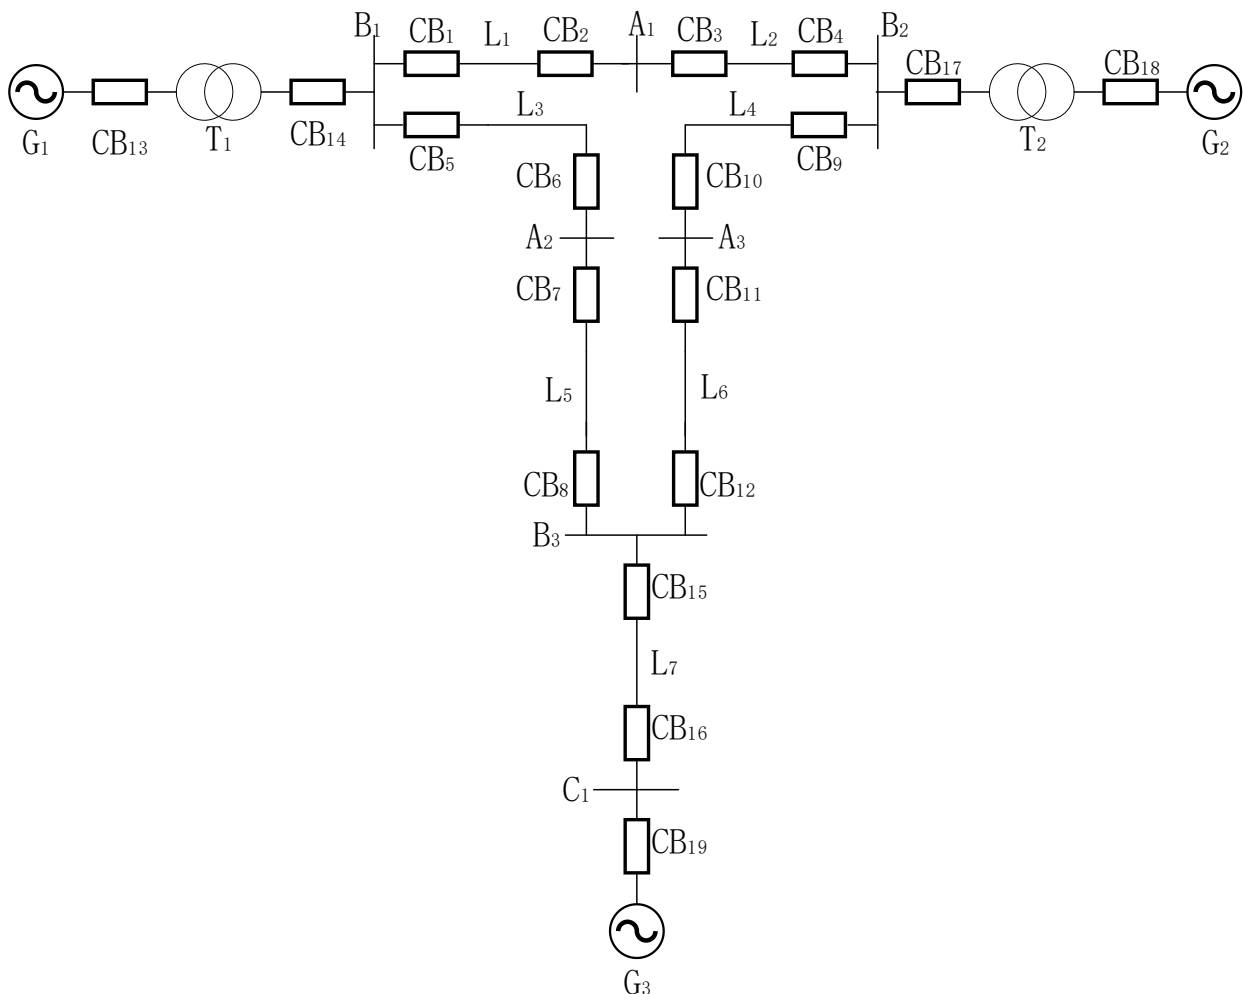 B₁ CB₁ L₁ CB₂ A₁ CB₃ L₂ CB₄ B₂
CB₁₇ CB₁₈
L₃ L₄
G₁ CB₁₃ T₁ CB₁₄ CB₅ CB₉ T₂ G₂
CB₆ CB₁₀
A₂ A₃
CB₇ CB₁₁
L₅ L₆
CB₈ CB₁₂
B₃
CB₁₅
L₇
CB₁₆
C₁
CB₁₉
G₃